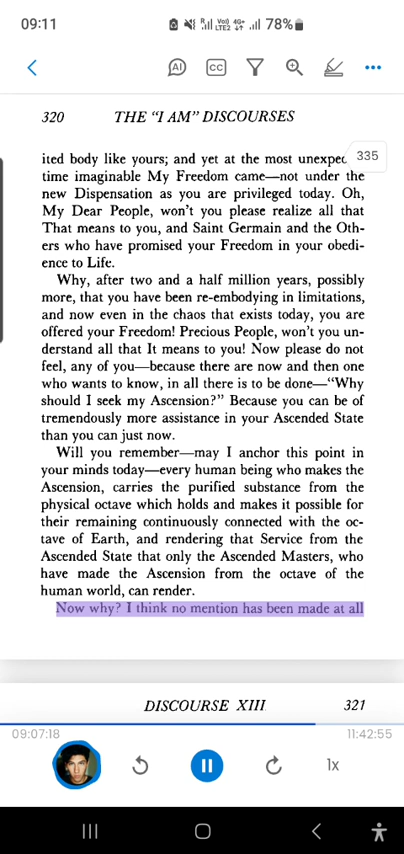 09:11
78%
AI
CC
320 THE “I AM” DISCOURSES
335
ited body like yours; and yet at the most
time imaginable My Freedom came—not under the
new Dispensation as you are privileged today. Oh,
My Dear People, won’t you please realize all that
That means to you, and Saint Germain and the Oth-
ers who have promised your Freedom in your obedi-
ence to Life.
Why, after two and a half million years, possibly
more, that you have been re-embodying in limitations,
and now even in the chaos that exists today, you are
offered your Freedom! Precious People, won’t you un-
derstand all that It means to you! Now please do not
feel, any of you—because there are now and then one
who wants to know, in all there is to be done—“Why
should I seek my Ascension?” Because you can be of
tremendously more assistance in your Ascended State
than you can just now.
Will you remember—may I anchor this point in
your minds today—every human being who makes the
Ascension, carries the purified substance from the
physical octave which holds and makes it possible for
their remaining continuously connected with the oc-
tave of Earth, and rendering that Service from the
Ascended State that only the Ascended Masters, who
have made the Ascension from the octave of the
human world, can render.
Now why? I think no mention has been made at all
DISCOURSE XIII 321
09:07:18 11:42:55
1x